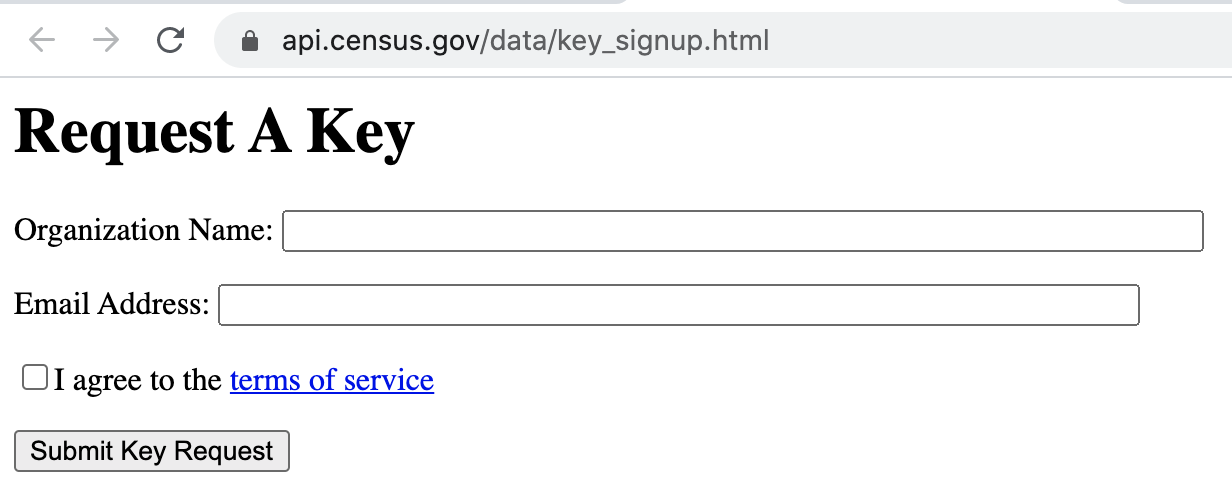 api.census.gov/data/key_signup.html
Request A Key
Organization Name:
Email Address:
I agree to the terms of service
Submit Key Request